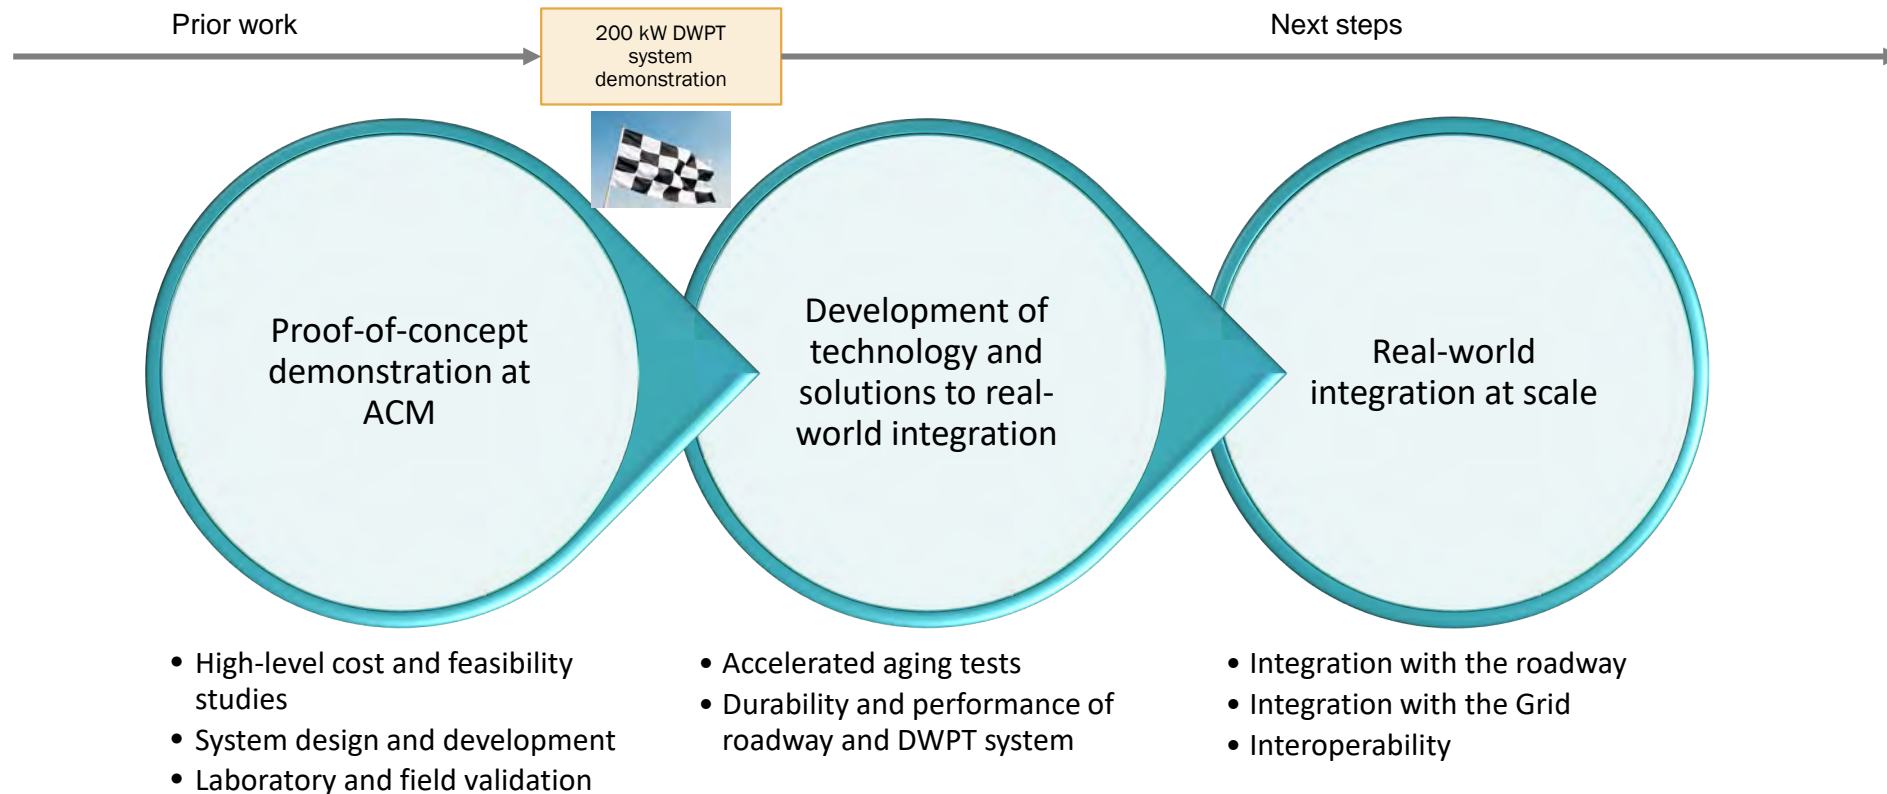 Prior work
200 kW DWPT
system
demonstration
Next steps
Proof-of-concept
demonstration at
ACM
Development of
technology and
solutions to real-
world integration
Real-world
integration at scale
• High-level cost and feasibility
studies
• System design and development
• Laboratory and field validation
• Accelerated aging tests
• Durability and performance of
roadway and DWPT system
• Integration with the roadway
• Integration with the Grid
• Interoperability